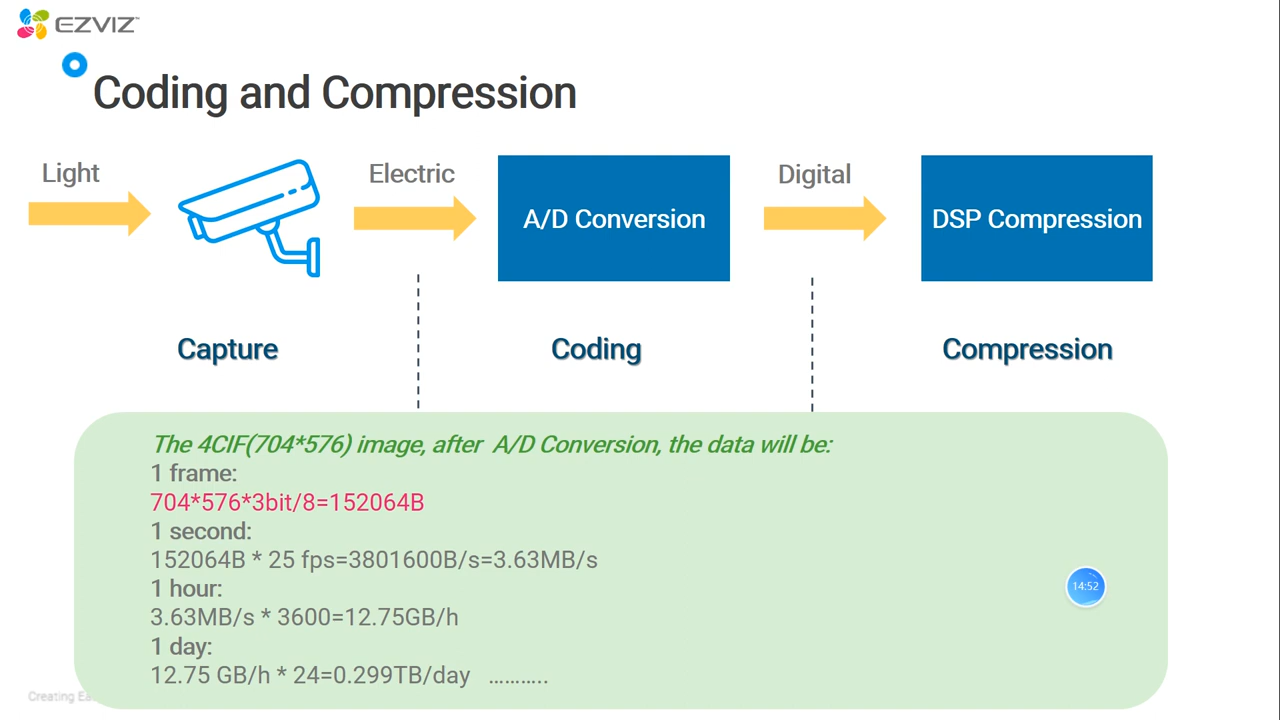 EZVIZ
Coding and Compression
Light
Electric
Digital
A/D Conversion
DSP Compression
Capture
Coding
Compression
The 4CIF(704*576) image, after A/D Conversion, the data will be:
1 frame:
704*576*3bit/8=152064B
1 second:
152064B * 25 fps=3801600B/s=3.63MB/s
1 hour:
3.63MB/s * 3600=12.75GB/h
1 day:
12.75 GB/h * 24=0.299TB/day ………..
14:52
Creating